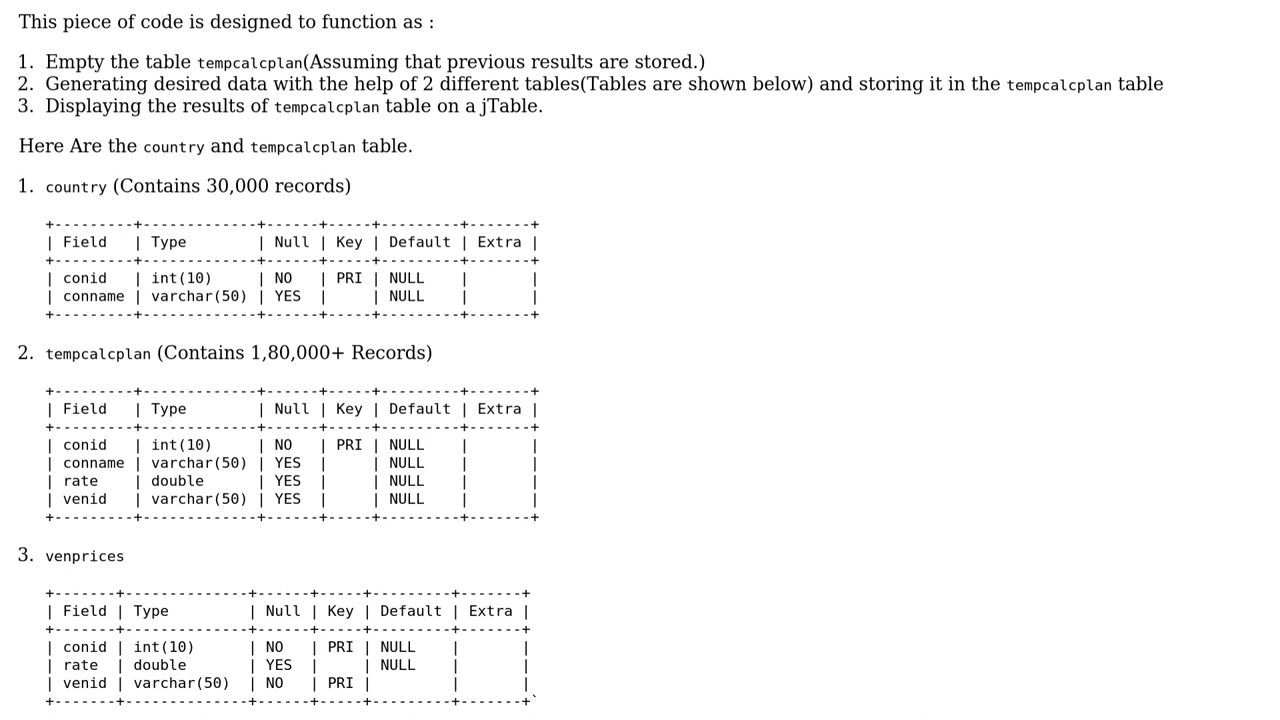 This piece of code is designed to function as :
1. Empty the table tempcalcplan(Assuming that previous results are stored.)
2. Generating desired data with the help of 2 different tables(Tables are shown below) and storing it in the tempcalcplan table
3. Displaying the results of tempcalcplan table on a jTable.
Here Are the country and tempcalcplan table.
1. country (Contains 30,000 records)
+---------+-------------+------+-----+---------+-------+
| Field   | Type        | Null | Key | Default | Extra |
+---------+-------------+------+-----+---------+-------+
| conid   | int(10)     | NO   | PRI | NULL    |       |
| conname | varchar(50) | YES  |     | NULL    |       |
+---------+-------------+------+-----+---------+-------+
2. tempcalcplan (Contains 1,80,000+ Records)
+---------+-------------+------+-----+---------+-------+
| Field   | Type        | Null | Key | Default | Extra |
+---------+-------------+------+-----+---------+-------+
| conid   | int(10)     | NO   | PRI | NULL    |       |
| conname | varchar(50) | YES  |     | NULL    |       |
| rate    | double      | YES  |     | NULL    |       |
| venid   | varchar(50) | YES  |     | NULL    |       |
+---------+-------------+------+-----+---------+-------+
3. venprices
+-------+--------------+------+-----+---------+-------+
| Field | Type         | Null | Key | Default | Extra |
+-------+--------------+------+-----+---------+-------+
| conid | int(10)      | NO   | PRI | NULL    |       |
| rate  | double       | YES  |     | NULL    |       |
| venid | varchar(50)  | NO   | PRI |         |       |
+-------+--------------+------+-----+---------+-------+`